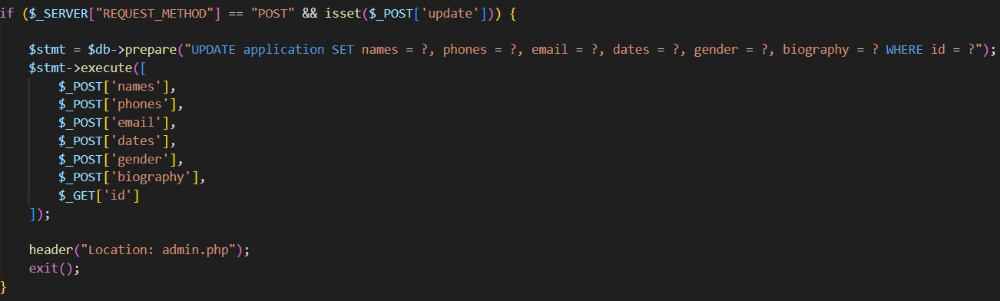 if ($_SERVER["REQUEST_METHOD"] == "POST" && isset($_POST['update'])) {
$stmt = $db->prepare("UPDATE application SET names = ?, phones = ?, email = ?, dates = ?, gender = ?, biography = ? WHERE id = ?");
$stmt->execute([
$_POST['names'],
$_POST['phones'],
$_POST['email'],
$_POST['dates'],
$_POST['gender'],
$_POST['biography'],
$_GET['id']
]);
header("Location: admin.php");
exit();
}